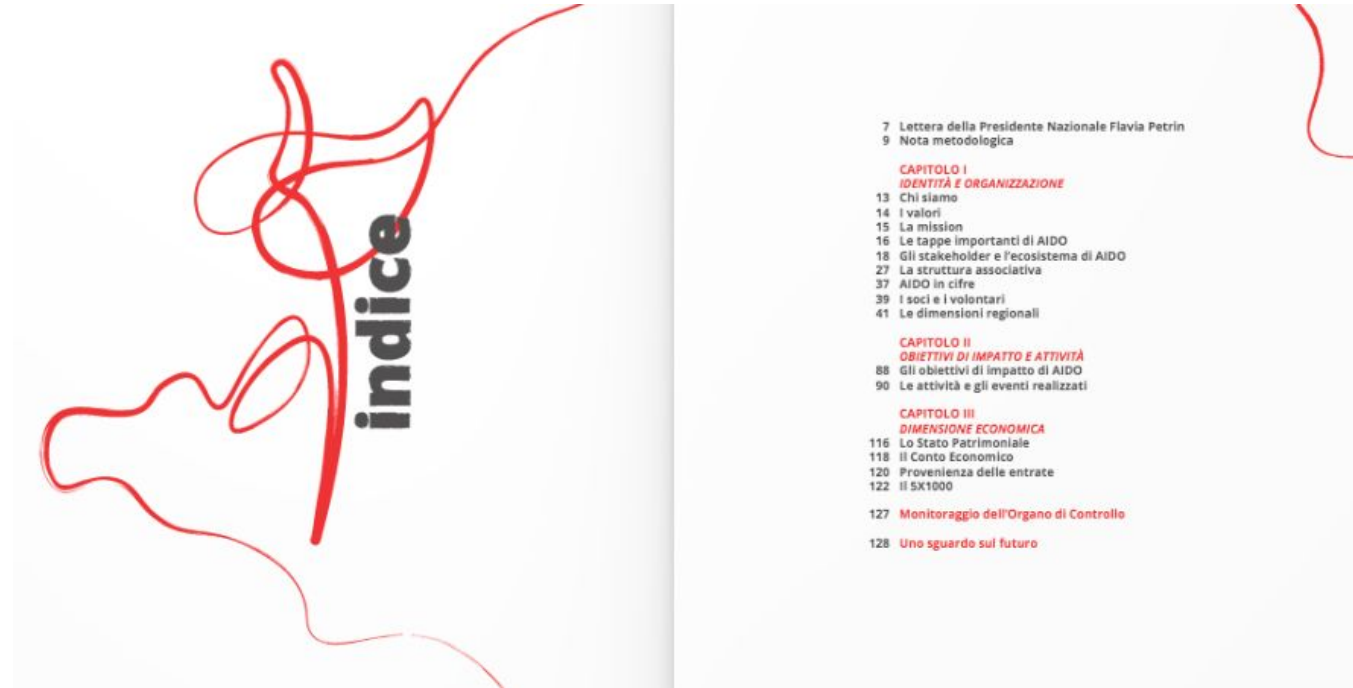 indice
7 Lettera della Presidente Nazionale Flavia Petrin
9 Nota metodologica
CAPITOLO I
IDENTITÀ E ORGANIZZAZIONE
13 Chi siamo
14 I valori
15 La mission
16 Le tappe importanti di AIDO
18 Gli stakeholder e l'ecosistema di AIDO
27 La struttura associativa
37 AIDO in cifre
39 I soci e i volontari
41 Le dimensioni regionali
CAPITOLO II
OBIETTIVI DI IMPATTO E ATTIVITÀ
88 Gli obiettivi di impatto di AIDO
90 Le attività e gli eventi realizzati
CAPITOLO III
DIMENSIONE ECONOMICA
116 Lo Stato Patrimoniale
118 Il Conto Economico
120 Provenienza delle entrate
122 Il 5X1000
127 Monitoraggio dell'Organo di Controllo
128 Uno sguardo sul futuro